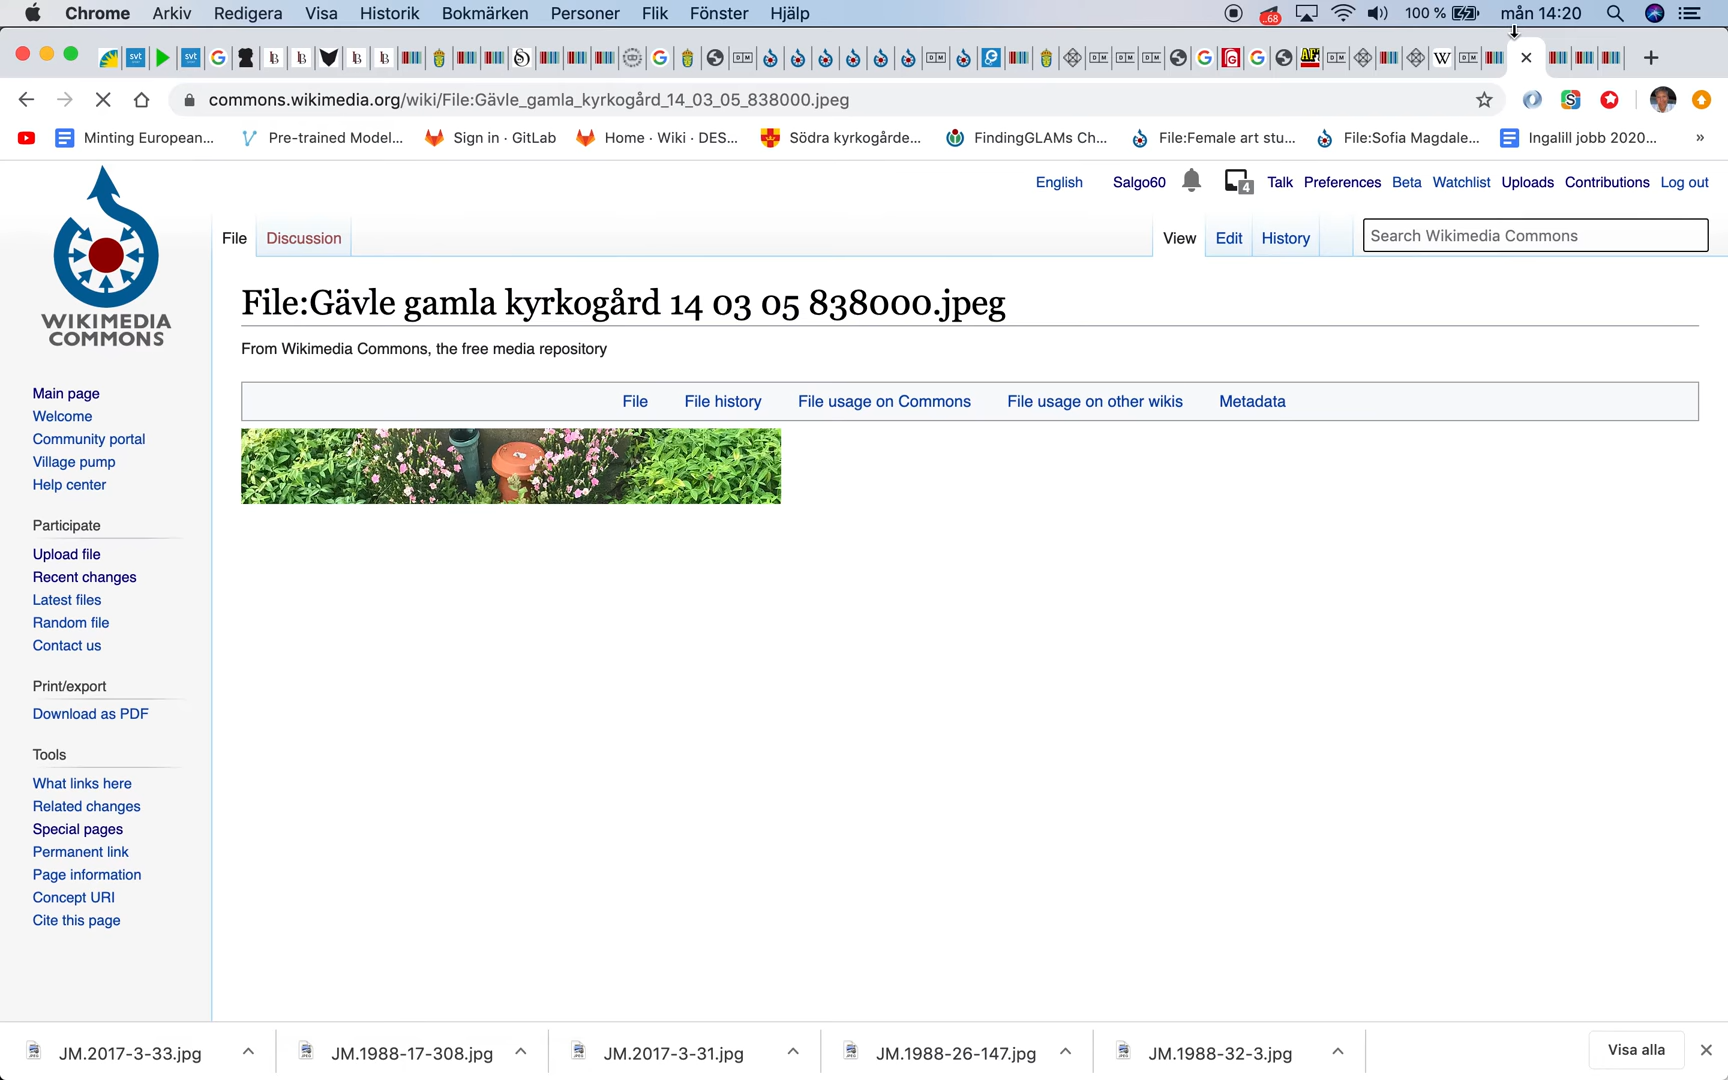 Chrome Arkiv Redigera Visa Historik Bokmärken Personer Flik Fönster Hjälp 68 100 % mån 14:20
svt svt
commons.wikimedia.org/wiki/File:Gävle_gamla_kyrkogård_14_03_05_838000.jpeg
Minting European... Pre-trained Model... Sign in · GitLab Home · Wiki · DES... Södra kyrkogårde... FindingGLAMs Ch... File:Female art stu... File:Sofia Magdale... Ingalill jobb 2020... »
English Salgo60 4 Talk Preferences Beta Watchlist Uploads Contributions Log out
File Discussion View Edit History Search Wikimedia Commons
WIKIMEDIA
COMMONS
File:Gävle gamla kyrkogård 14 03 05 838000.jpeg
From Wikimedia Commons, the free media repository
File File history File usage on Commons File usage on other wikis Metadata
Main page
Welcome
Community portal
Village pump
Help center
Participate
Upload file
Recent changes
Latest files
Random file
Contact us
Print/export
Download as PDF
Tools
What links here
Related changes
Special pages
Permanent link
Page information
Concept URI
Cite this page
JM.2017-3-33.jpg JM.1988-17-308.jpg JM.2017-3-31.jpg JM.1988-26-147.jpg JM.1988-32-3.jpg Visa alla